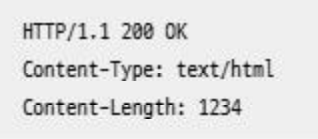 HTTP/1.1 200 OK
Content-Type: text/html
Content-Length: 1234